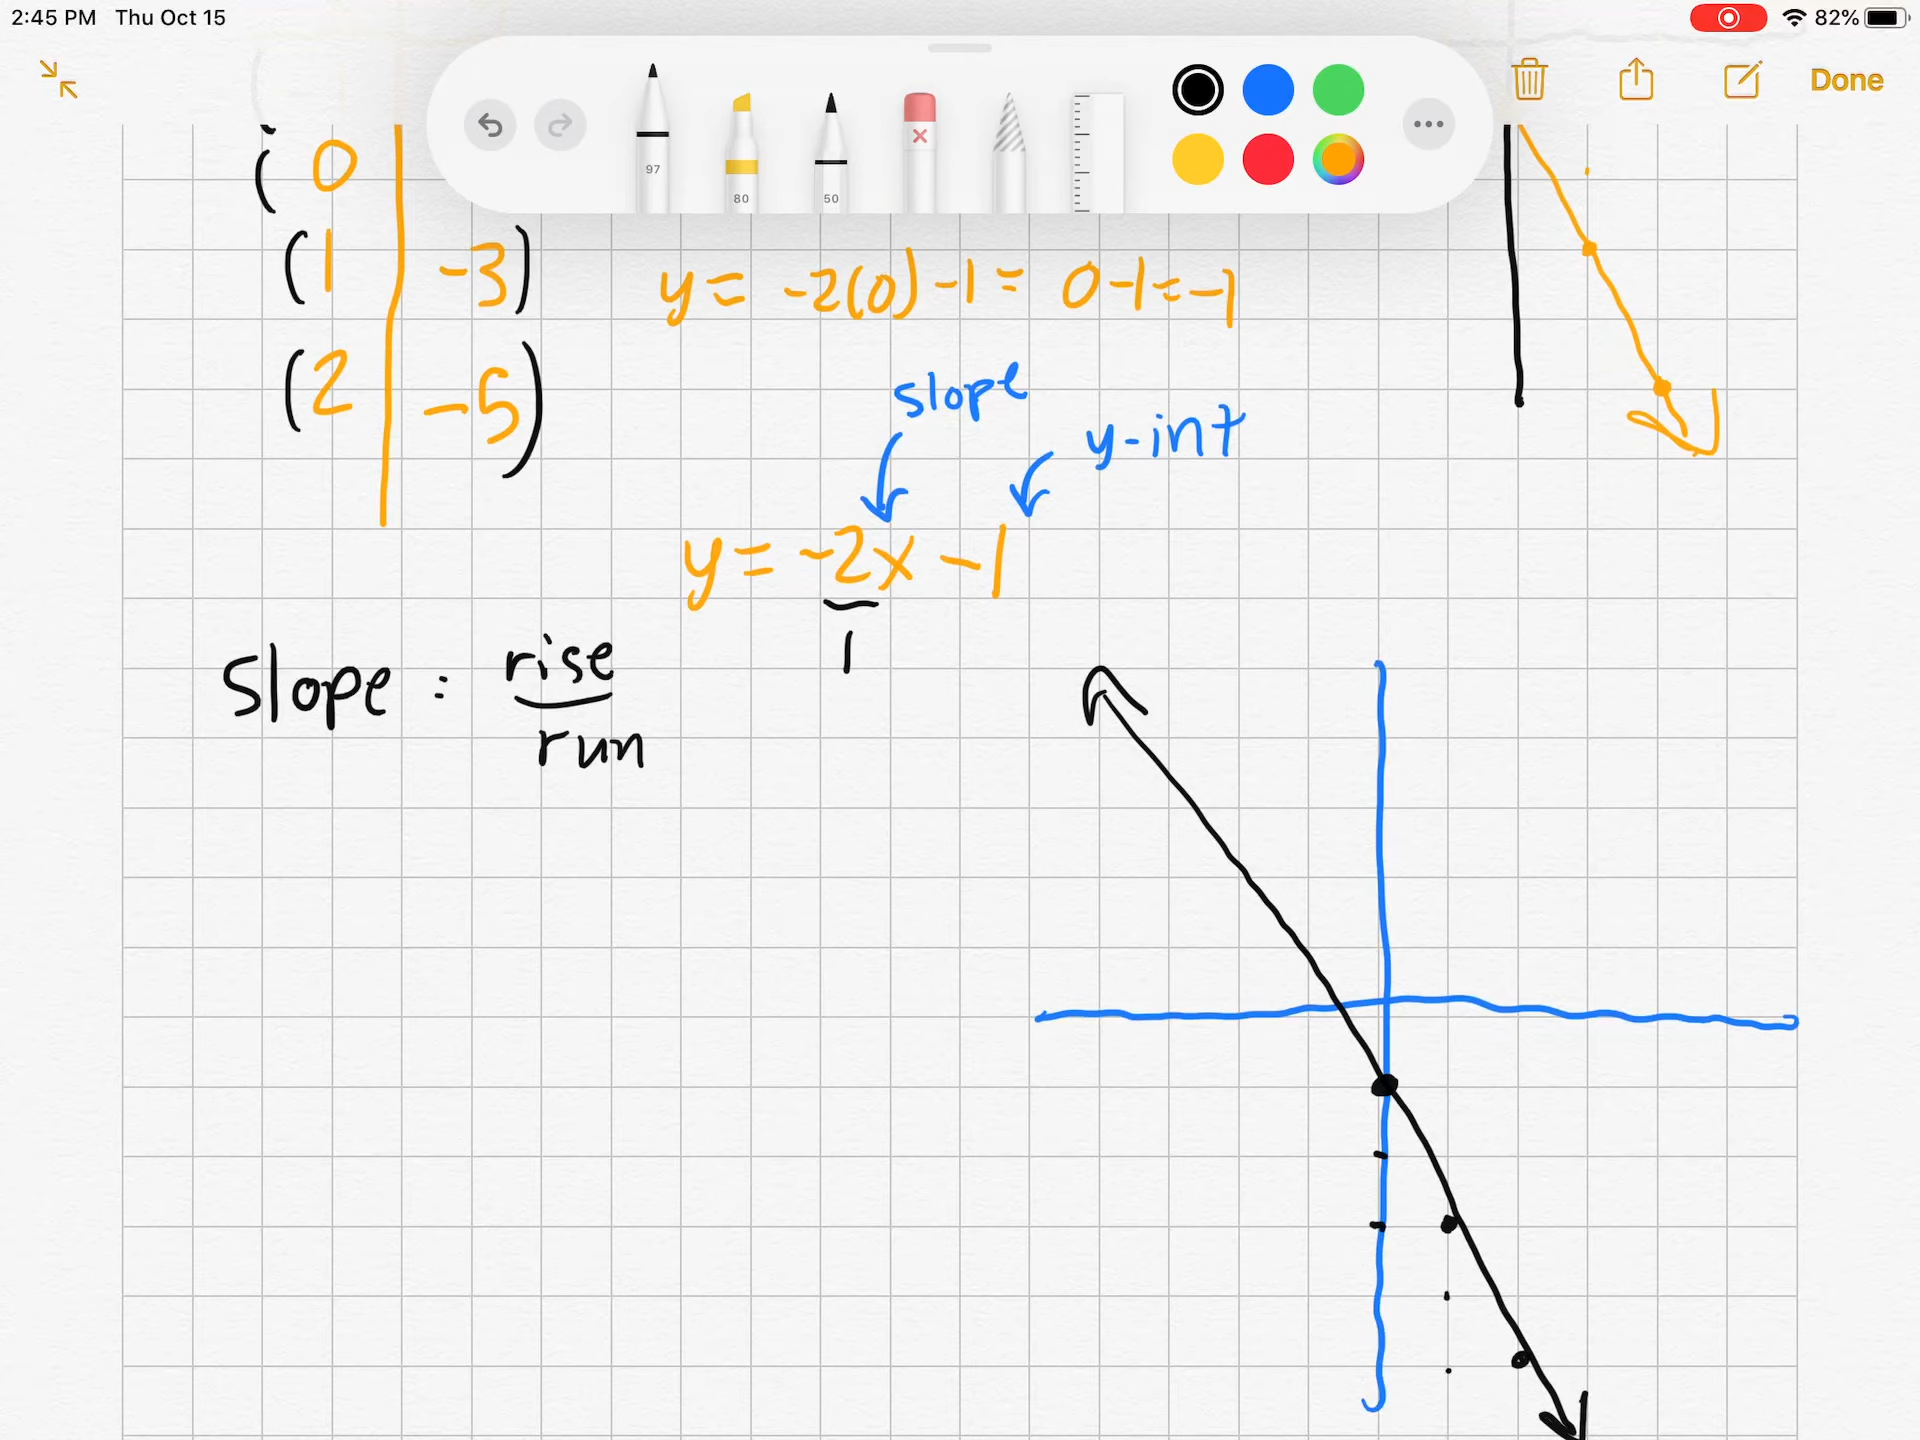 2:45 PM Thu Oct 15
82%
Done
97
80
50
( 0
(1 -3)
(2 -5)
y = -2(0) -1 = 0-1=-1
slope
y-int
y = -2x -1
1
Slope : rise
run